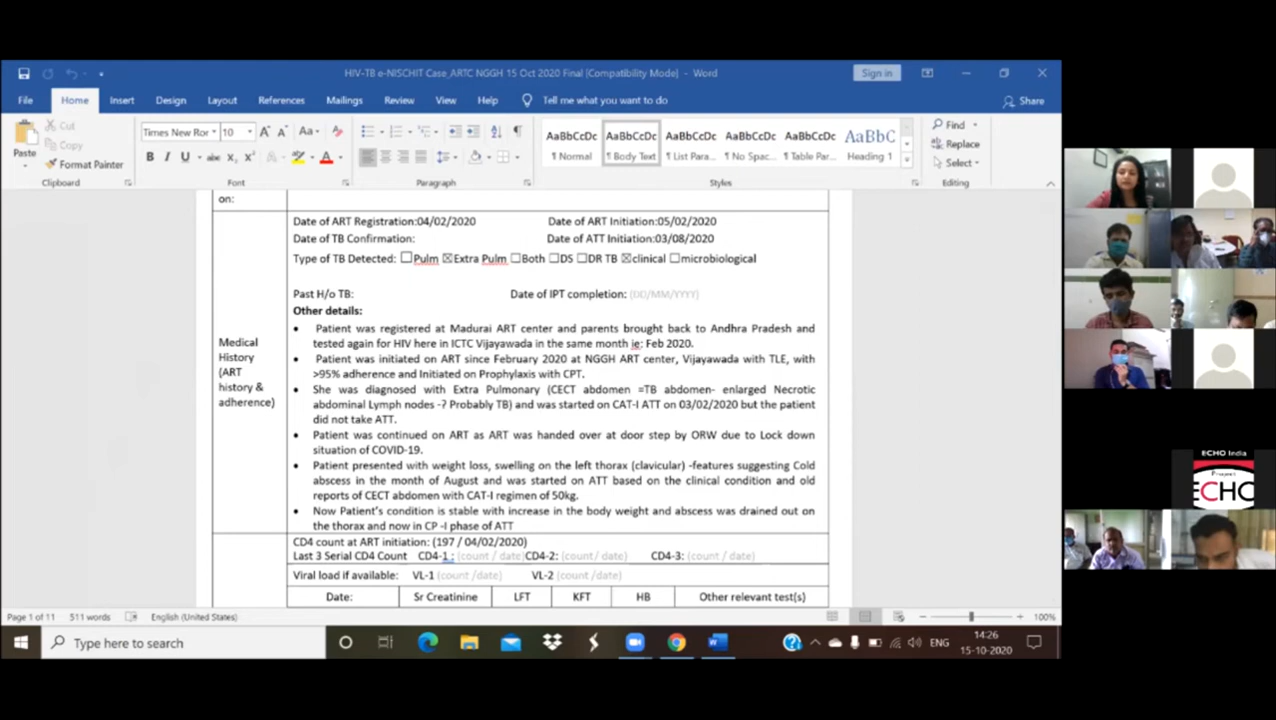 HIV-TB e-NISCHIT Case_ARTC NGGH 15 Oct 2020 Final [Compatibility Mode] - Word
Sign in
File Home Insert Design Layout References Mailings Review View Help Tell me what you want to do Share
Paste
Cut
Copy
Format Painter
Times New Ror 10
AaBbCcDc AaBbCcDc AaBbCcDc AaBbCcDc AaBbCcDc AaBbC
¶ Normal ¶ Body Text ¶ List Para... ¶ No Spac... ¶ Table Par... Heading 1
Find
Replace
Select
Clipboard Font Paragraph Styles Editing
on:
Date of ART Registration:04/02/2020 Date of ART Initiation:05/02/2020
Date of TB Confirmation: Date of ATT Initiation:03/08/2020
Type of TB Detected: ☐Pulm ☒Extra Pulm ☐Both ☐DS ☐DR TB ☒clinical ☐microbiological
Past H/o TB: Date of IPT completion: (DD/MM/YYY)
Other details:
Medical
History
(ART
history &
adherence)
• Patient was registered at Madurai ART center and parents brought back to Andhra Pradesh and
tested again for HIV here in ICTC Vijayawada in the same month ie: Feb 2020.
• Patient was initiated on ART since February 2020 at NGGH ART center, Vijayawada with TLE, with
>95% adherence and Initiated on Prophylaxis with CPT.
• She was diagnosed with Extra Pulmonary (CECT abdomen =TB abdomen- enlarged Necrotic
abdominal Lymph nodes -? Probably TB) and was started on CAT-I ATT on 03/02/2020 but the patient
did not take ATT.
• Patient was continued on ART as ART was handed over at door step by ORW due to Lock down
situation of COVID-19.
• Patient presented with weight loss, swelling on the left thorax (clavicular) -features suggesting Cold
abscess in the month of August and was started on ATT based on the clinical condition and old
reports of CECT abdomen with CAT-I regimen of 50kg.
• Now Patient's condition is stable with increase in the body weight and abscess was drained out on
the thorax and now in CP -I phase of ATT
CD4 count at ART initiation: (197 / 04/02/2020)
Last 3 Serial CD4 Count CD4-1 : (count / date) CD4-2: (count / date) CD4-3: (count / date)
Viral load if available: VL-1 (count /date) VL-2 (count /date)
Date: Sr Creatinine LFT KFT HB Other relevant test(s)
Page 1 of 11 511 words English (United States) 100%
Type here to search
ENG
14:26
15-10-2020
ECHO India
Project
ECHO